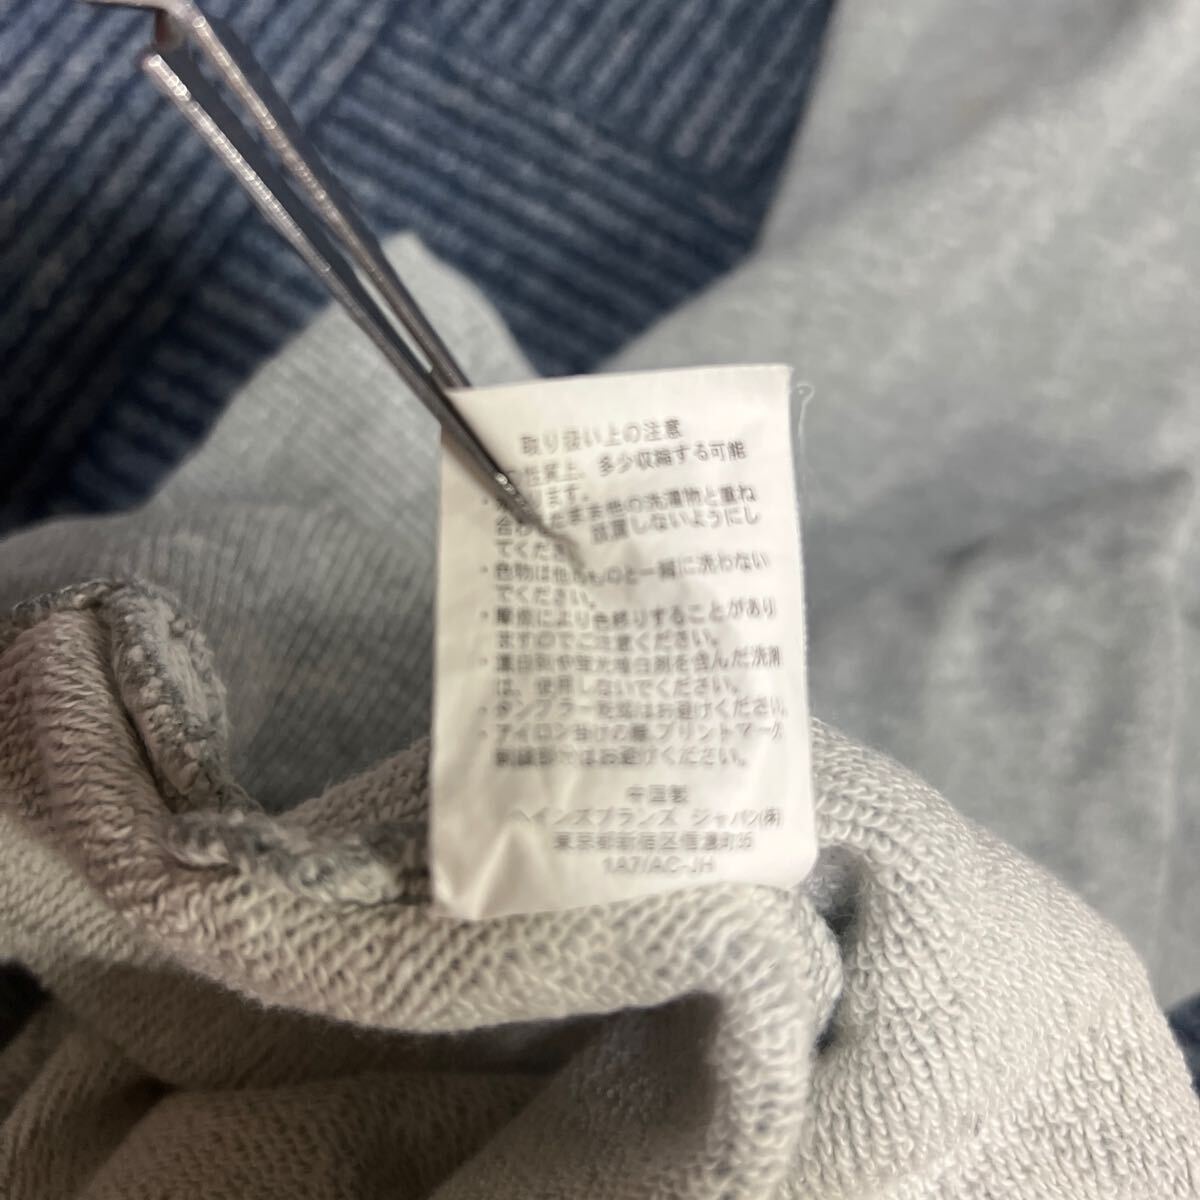 取り扱い上の注意
の性質上、多少収縮する可能
ります。
たまま他の洗濯物と重ね
放置しないようにし
てくださ
・色物は他のものと一緒に洗わない
でください。
・摩擦により色移りすることがあり
ますのでご注意ください。
・漂白剤や蛍光増白剤を含んだ洗剤
は、使用しないでください。
・タンブラー乾燥はお避けください。
・アイロン掛けの際、プリントマーク、
刺繍部分はお避けください。
中国製
ヘインズブランズ ジャパン(株)
東京都新宿区信濃町35
1A7/AC-JH